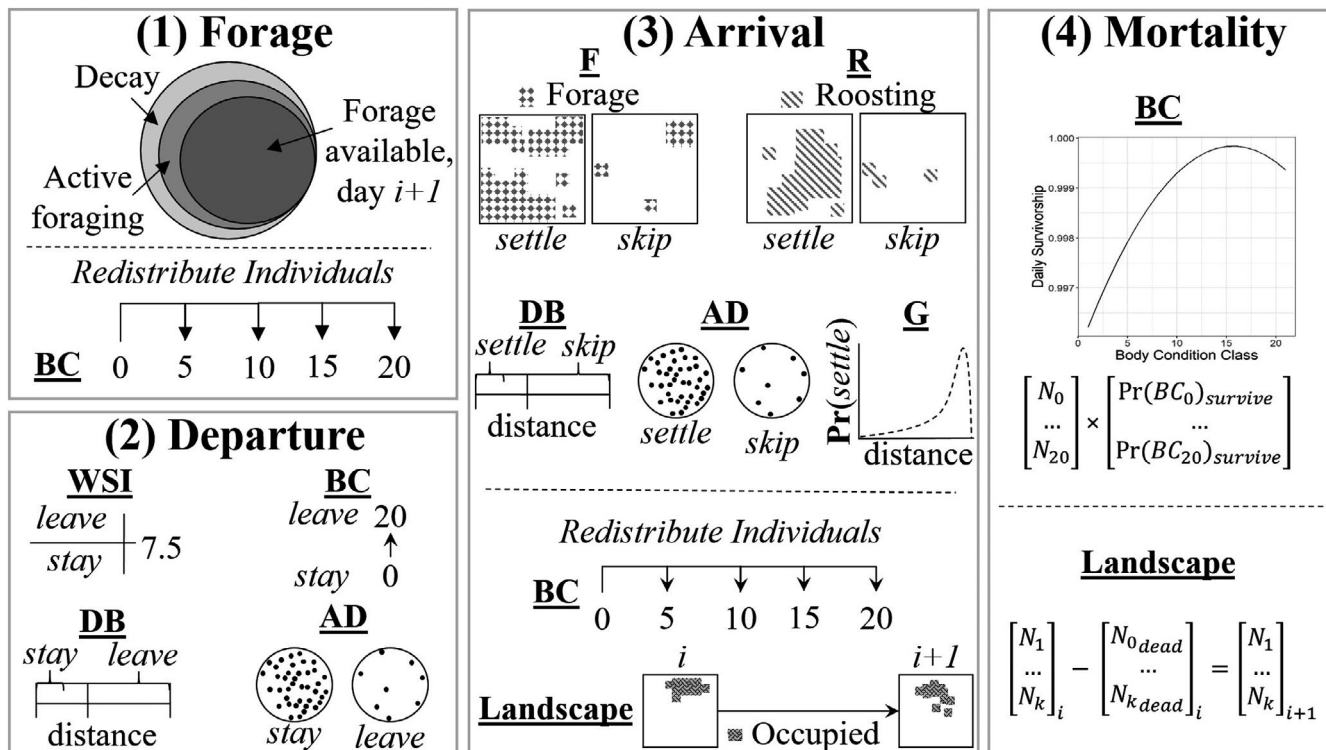 (1) Forage
Decay
Forage
available,
day i+1
Active
foraging
Redistribute Individuals
BC 0 5 10 15 20
(2) Departure
WSI
leave
stay
7.5
BC
leave 20
stay 0
DB
stay leave
distance
AD
stay leave
(3) Arrival
F
Forage
settle skip
R
Roosting
settle skip
DB
settle skip
distance
AD
settle skip
G
Pr(settle)
distance
Redistribute Individuals
BC 0 5 10 15 20
i i+1
Landscape
Occupied
(4) Mortality
BC
1.000
0.999
0.998
0.997
Daily Survivorship
5 10 15 20
Body Condition Class
[N0 ... N20] × [Pr(BC0)survive ... Pr(BC20)survive]
Landscape
[N1 ... Nk]i − [N0dead ... Nkdead]i = [N1 ... Nk]i+1